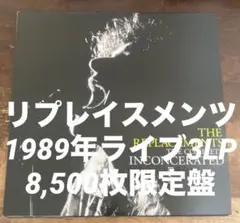 リプレイスメンツ
THE
REPLACEMENTS
1989年ライブ3LP
INCONCERATED
8,500枚限定盤